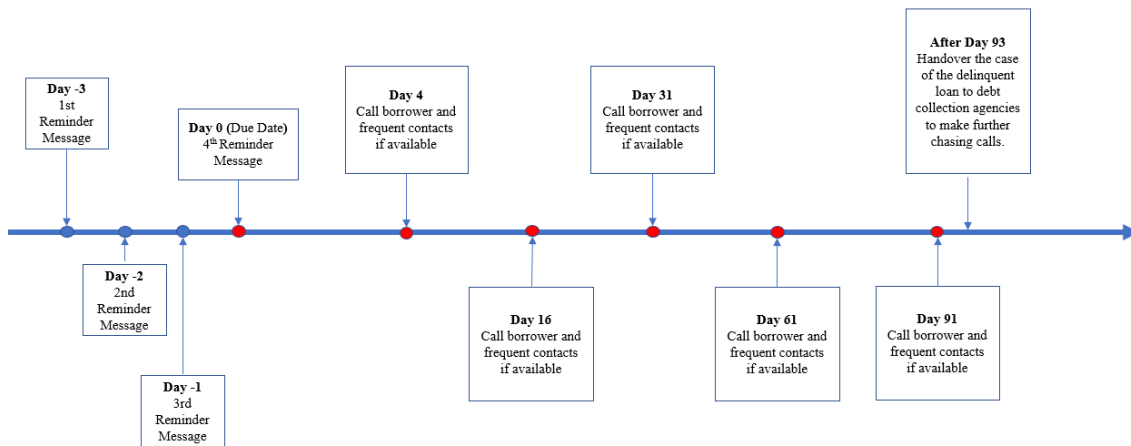 Day -3
1st
Reminder
Message
Day -2
2nd
Reminder
Message
Day -1
3rd
Reminder
Message
Day 0 (Due Date)
4th Reminder
Message
Day 4
Call borrower and
frequent contacts
if available
Day 16
Call borrower and
frequent contacts
if available
Day 31
Call borrower and
frequent contacts
if available
Day 61
Call borrower and
frequent contacts
if available
Day 91
Call borrower and
frequent contacts
if available
After Day 93
Handover the case
of the delinquent
loan to debt
collection agencies
to make further
chasing calls.